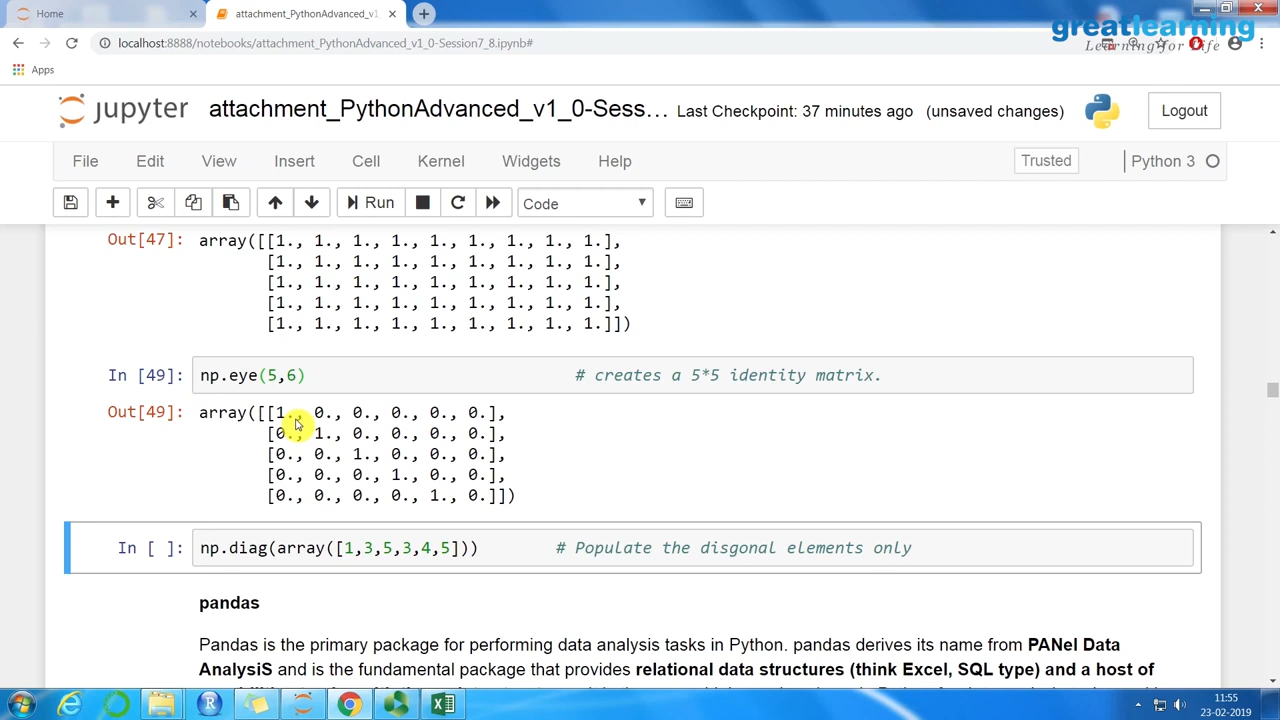 Home
attachment_PythonAdvanced_v1_
localhost:8888/notebooks/attachment_PythonAdvanced_v1_0-Session7_8.ipynb#
greatlearning
Learning for Life
Apps
jupyter
attachment_PythonAdvanced_v1_0-Sess... Last Checkpoint: 37 minutes ago (unsaved changes)
Logout
File Edit View Insert Cell Kernel Widgets Help
Trusted
Python 3
Run
Code
Out[47]: array([[1., 1., 1., 1., 1., 1., 1., 1., 1.],
[1., 1., 1., 1., 1., 1., 1., 1., 1.],
[1., 1., 1., 1., 1., 1., 1., 1., 1.],
[1., 1., 1., 1., 1., 1., 1., 1., 1.],
[1., 1., 1., 1., 1., 1., 1., 1., 1.]])
In [49]: np.eye(5,6) # creates a 5*5 identity matrix.
Out[49]: array([[1., 0., 0., 0., 0., 0.],
[0., 1., 0., 0., 0., 0.],
[0., 0., 1., 0., 0., 0.],
[0., 0., 0., 1., 0., 0.],
[0., 0., 0., 0., 1., 0.]])
In [ ]: np.diag(array([1,3,5,3,4,5])) # Populate the disgonal elements only
pandas
Pandas is the primary package for performing data analysis tasks in Python. pandas derives its name from PANel Data
AnalysiS and is the fundamental package that provides relational data structures (think Excel, SQL type) and a host of
11:55
23-02-2019